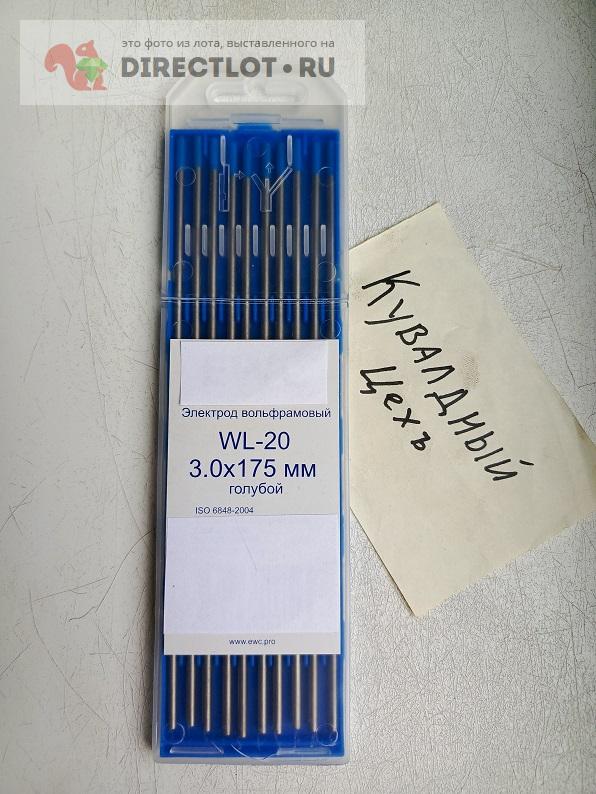 это фото из лота, выставленного на
DIRECTLOT.RU
Электрод вольфрамовый
WL-20
3.0x175 мм
голубой
ISO 6848-2004
www.ewc.pro
Кувалдный
Цехъ